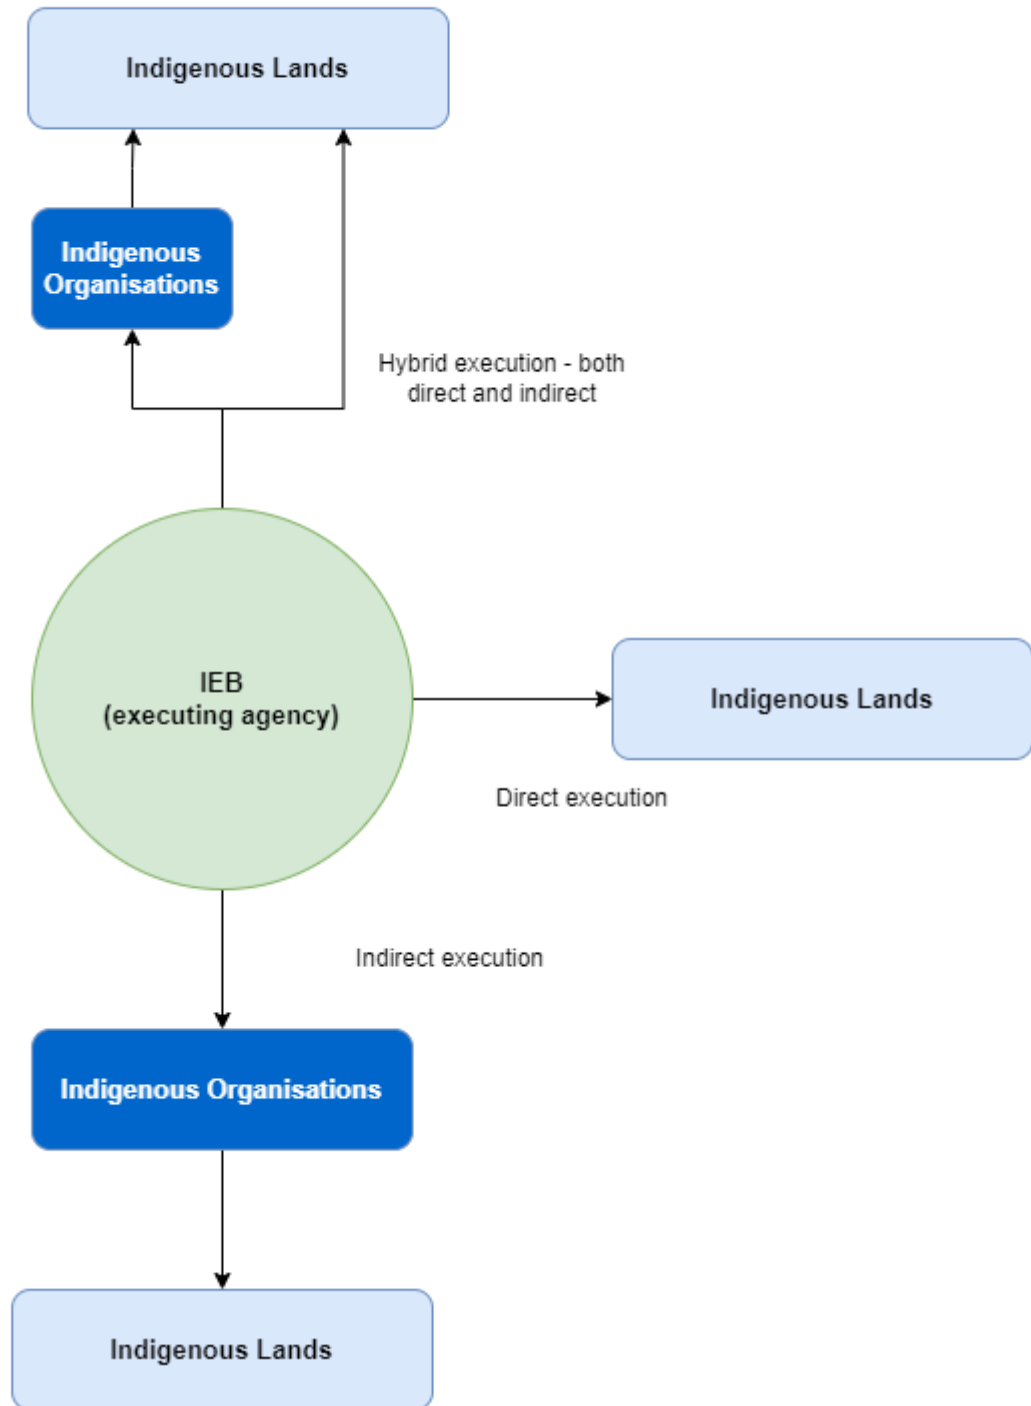 Indigenous Lands
Indigenous
Organisations
Hybrid execution - both
direct and indirect
IEB
(executing agency)
Indigenous Lands
Direct execution
Indirect execution
Indigenous Organisations
Indigenous Lands